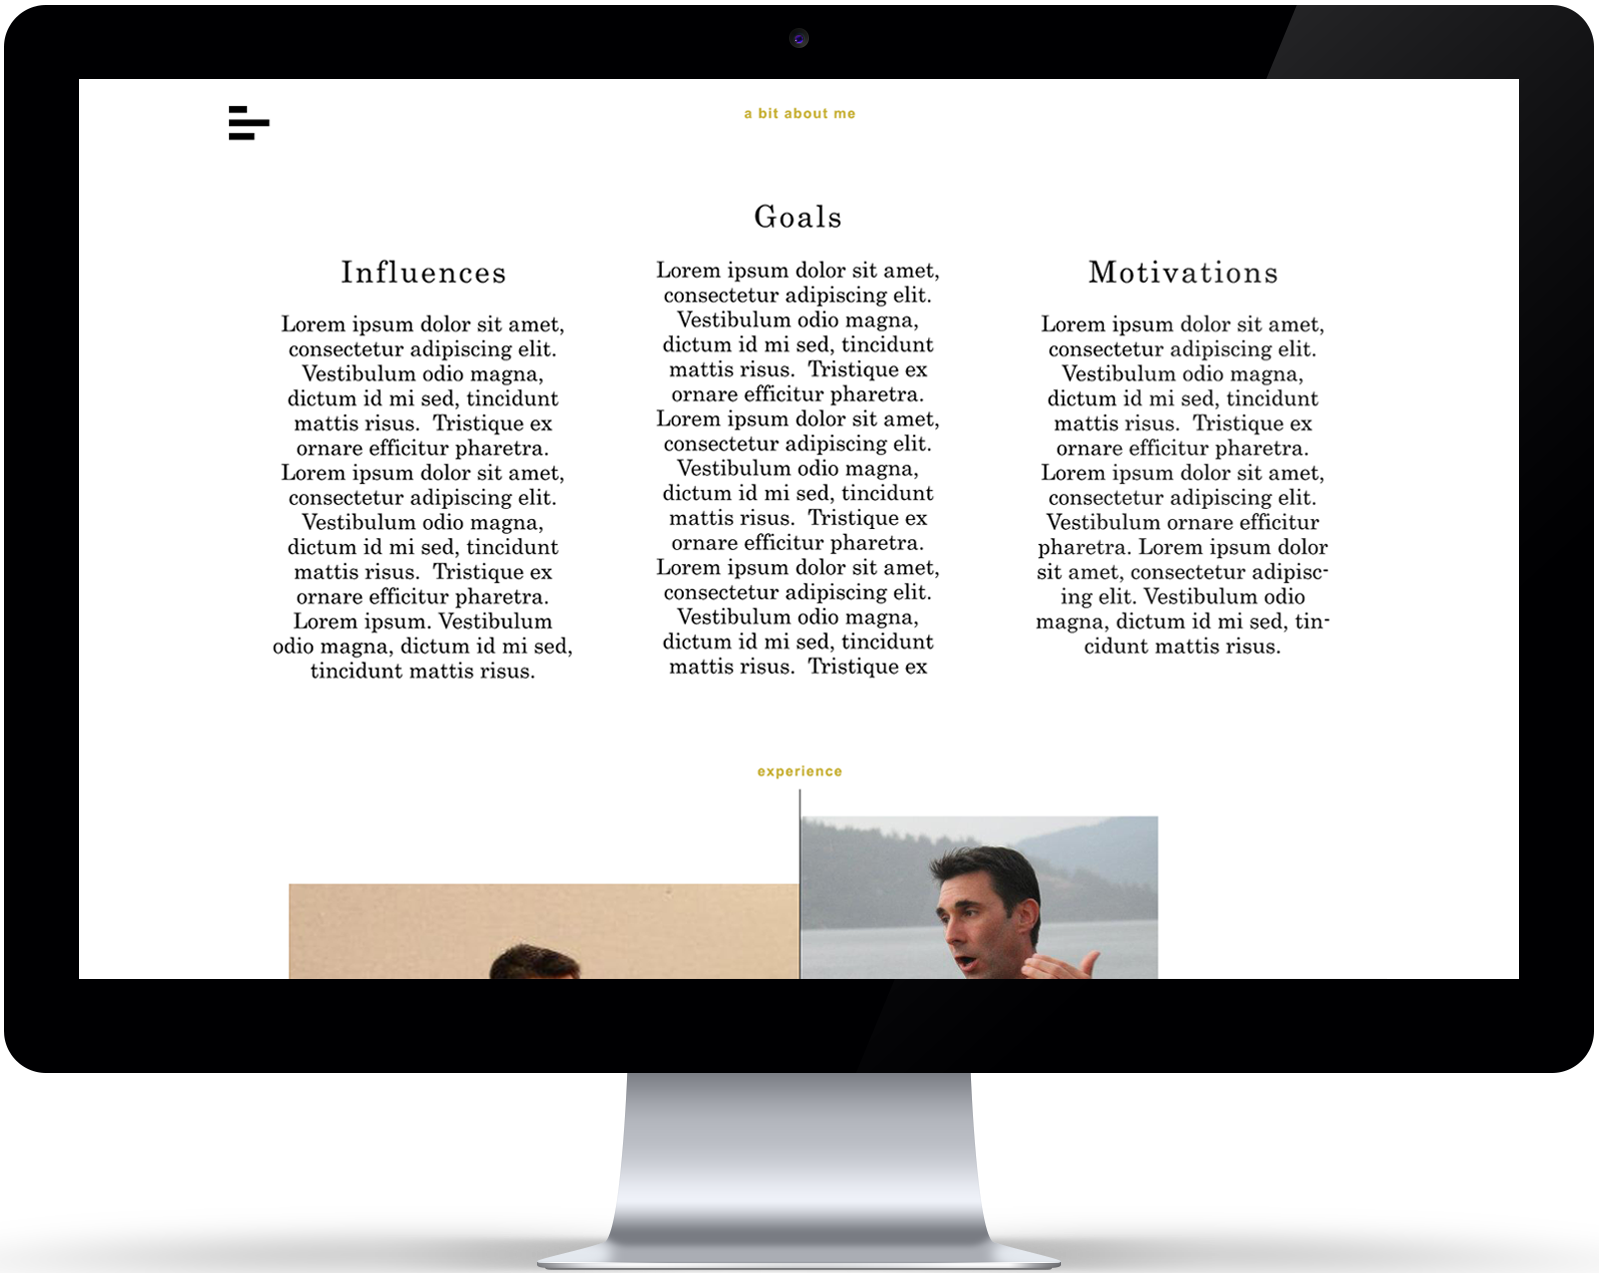 a bit about me
Goals
Lorem ipsum dolor sit amet,
consectetur adipiscing elit.
Vestibulum odio magna,
dictum id mi sed, tincidunt
mattis risus.  Tristique ex
ornare efficitur pharetra.
Lorem ipsum dolor sit amet,
consectetur adipiscing elit.
Vestibulum odio magna,
dictum id mi sed, tincidunt
mattis risus.  Tristique ex
ornare efficitur pharetra.
Lorem ipsum dolor sit amet,
consectetur adipiscing elit.
Vestibulum odio magna,
dictum id mi sed, tincidunt
mattis risus.  Tristique ex
Influences
Lorem ipsum dolor sit amet,
consectetur adipiscing elit.
Vestibulum odio magna,
dictum id mi sed, tincidunt
mattis risus.  Tristique ex
ornare efficitur pharetra.
Lorem ipsum dolor sit amet,
consectetur adipiscing elit.
Vestibulum odio magna,
dictum id mi sed, tincidunt
mattis risus.  Tristique ex
ornare efficitur pharetra.
Lorem ipsum. Vestibulum
odio magna, dictum id mi sed,
tincidunt mattis risus.
Motivations
Lorem ipsum dolor sit amet,
consectetur adipiscing elit.
Vestibulum odio magna,
dictum id mi sed, tincidunt
mattis risus.  Tristique ex
ornare efficitur pharetra.
Lorem ipsum dolor sit amet,
consectetur adipiscing elit.
Vestibulum ornare efficitur
pharetra. Lorem ipsum dolor
sit amet, consectetur adipisc-
ing elit. Vestibulum odio
magna, dictum id mi sed, tin-
cidunt mattis risus.
experience